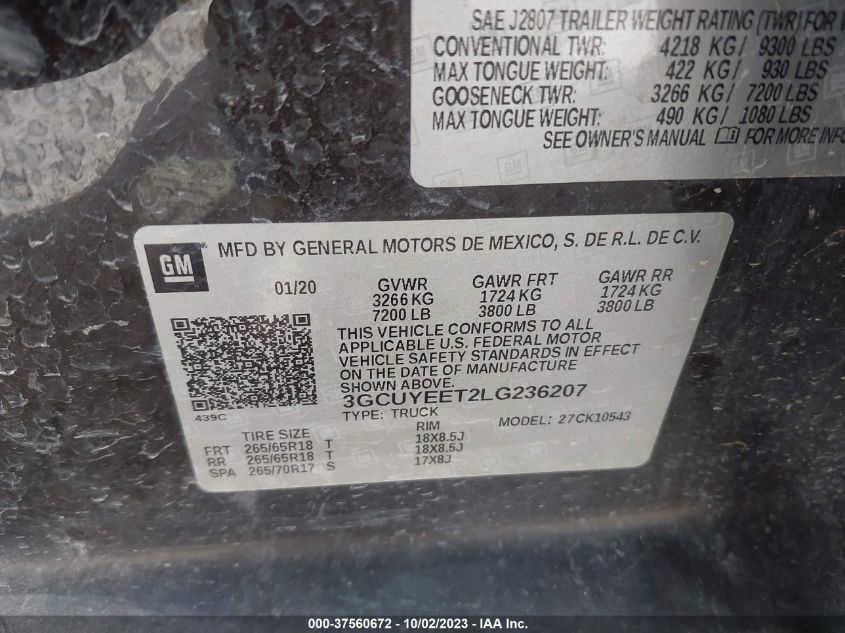 SAE J2807 TRAILER WEIGHT RATING (TWR) FOR
CONVENTIONAL TWR: 4218 KG / 9300 LBS
MAX TONGUE WEIGHT: 422 KG / 930 LBS
GOOSENECK TWR: 3266 KG / 7200 LBS
MAX TONGUE WEIGHT: 490 KG / 1080 LBS
SEE OWNER'S MANUAL FOR MORE INFO
GM
MFD BY GENERAL MOTORS DE MEXICO, S. DE R.L. DE C.V.
01/20 GVWR GAWR FRT GAWR RR
3266 KG 1724 KG 1724 KG
7200 LB 3800 LB 3800 LB
THIS VEHICLE CONFORMS TO ALL
APPLICABLE U.S. FEDERAL MOTOR
VEHICLE SAFETY STANDARDS IN EFFECT
ON THE DATE OF MANUFACTURE
SHOWN ABOVE.
439C
3GCUYEET2LG236207
TYPE: TRUCK MODEL: 27CK10543
TIRE SIZE RIM
FRT 265/65R18 T 18X8.5J
RR 265/65R18 T 18X8.5J
SPA 265/70R17 S 17X8J
000-37560672 - 10/02/2023 - IAA, Inc.